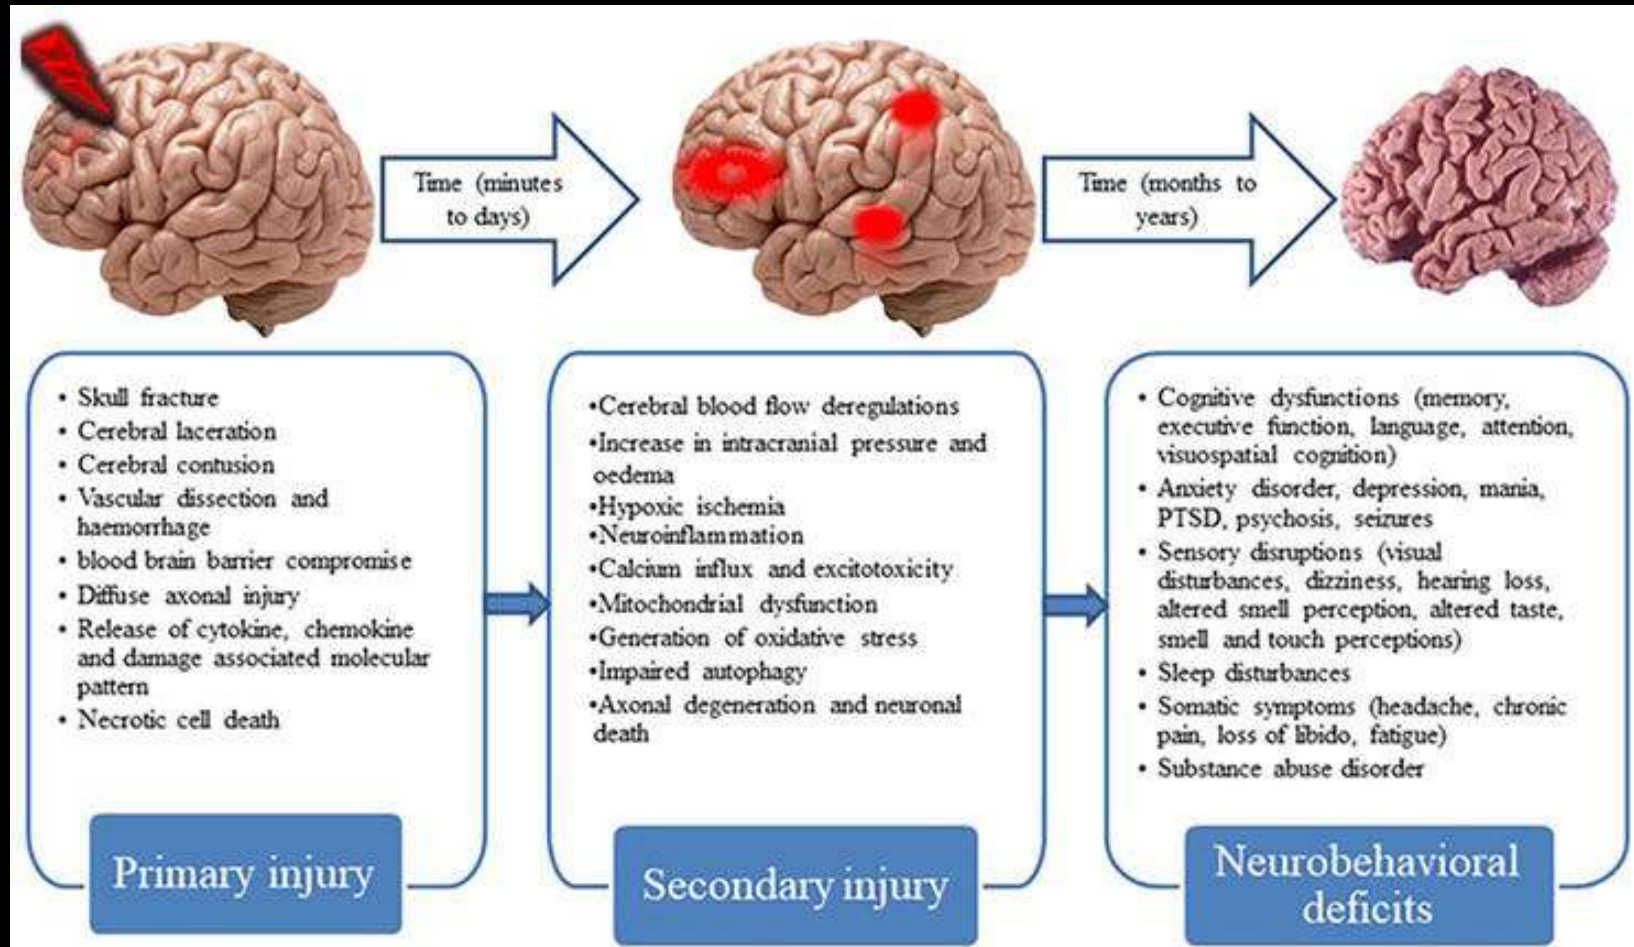 Time (minutes
to days)
Time (months to
years)
• Skull fracture
• Cerebral laceration
• Cerebral contusion
• Vascular dissection and
haemorrhage
• blood brain barrier compromise
• Diffuse axonal injury
• Release of cytokine, chemokine
and damage associated molecular
pattern
• Necrotic cell death
Primary injury
•Cerebral blood flow deregulations
•Increase in intracranial pressure and
oedema
•Hypoxic ischemia
•Neuroinflammation
•Calcium influx and excitotoxicity
•Mitochondrial dysfunction
•Generation of oxidative stress
•Impaired autophagy
•Axonal degeneration and neuronal
death
Secondary injury
• Cognitive dysfunctions (memory,
executive function, language, attention,
visuospatial cognition)
• Anxiety disorder, depression, mania,
PTSD, psychosis, seizures
• Sensory disruptions (visual
disturbances, dizziness, hearing loss,
altered smell perception, altered taste,
smell and touch perceptions)
• Sleep disturbances
• Somatic symptoms (headache, chronic
pain, loss of libido, fatigue)
• Substance abuse disorder
Neurobehavioral
deficits